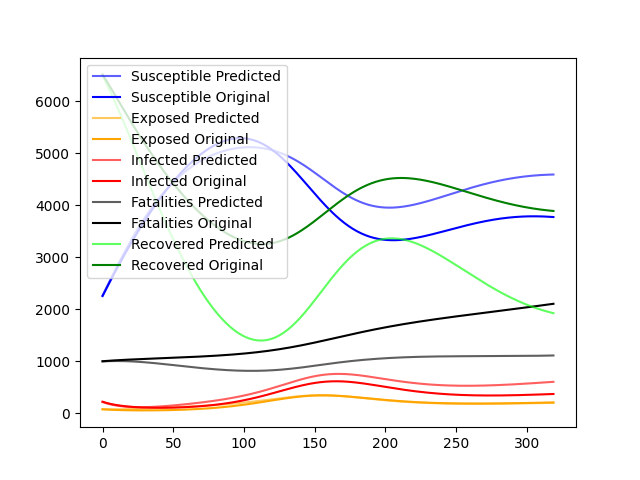 Susceptible Predicted
Susceptible Original
Exposed Predicted
Exposed Original
Infected Predicted
Infected Original
Fatalities Predicted
Fatalities Original
Recovered Predicted
Recovered Original
6000
5000
4000
3000
2000
1000
0
0 50 100 150 200 250 300